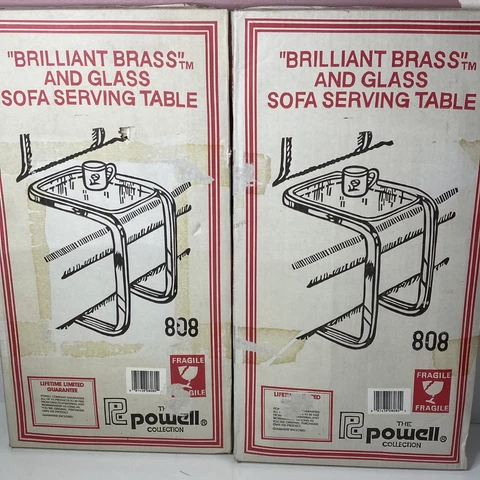 "BRILLIANT BRASS"TM
AND GLASS
SOFA SERVING TABLE
808
FRAGILE
FRAGILE
LIFETIME LIMITED
GUARANTEE
THE
powell®
COLLECTION
"BRILLIANT BRASS"TM
AND GLASS
SOFA SERVING TABLE
808
FRAGILE
FRAGILE
LIFETIME
THE
powell®
COLLECTION